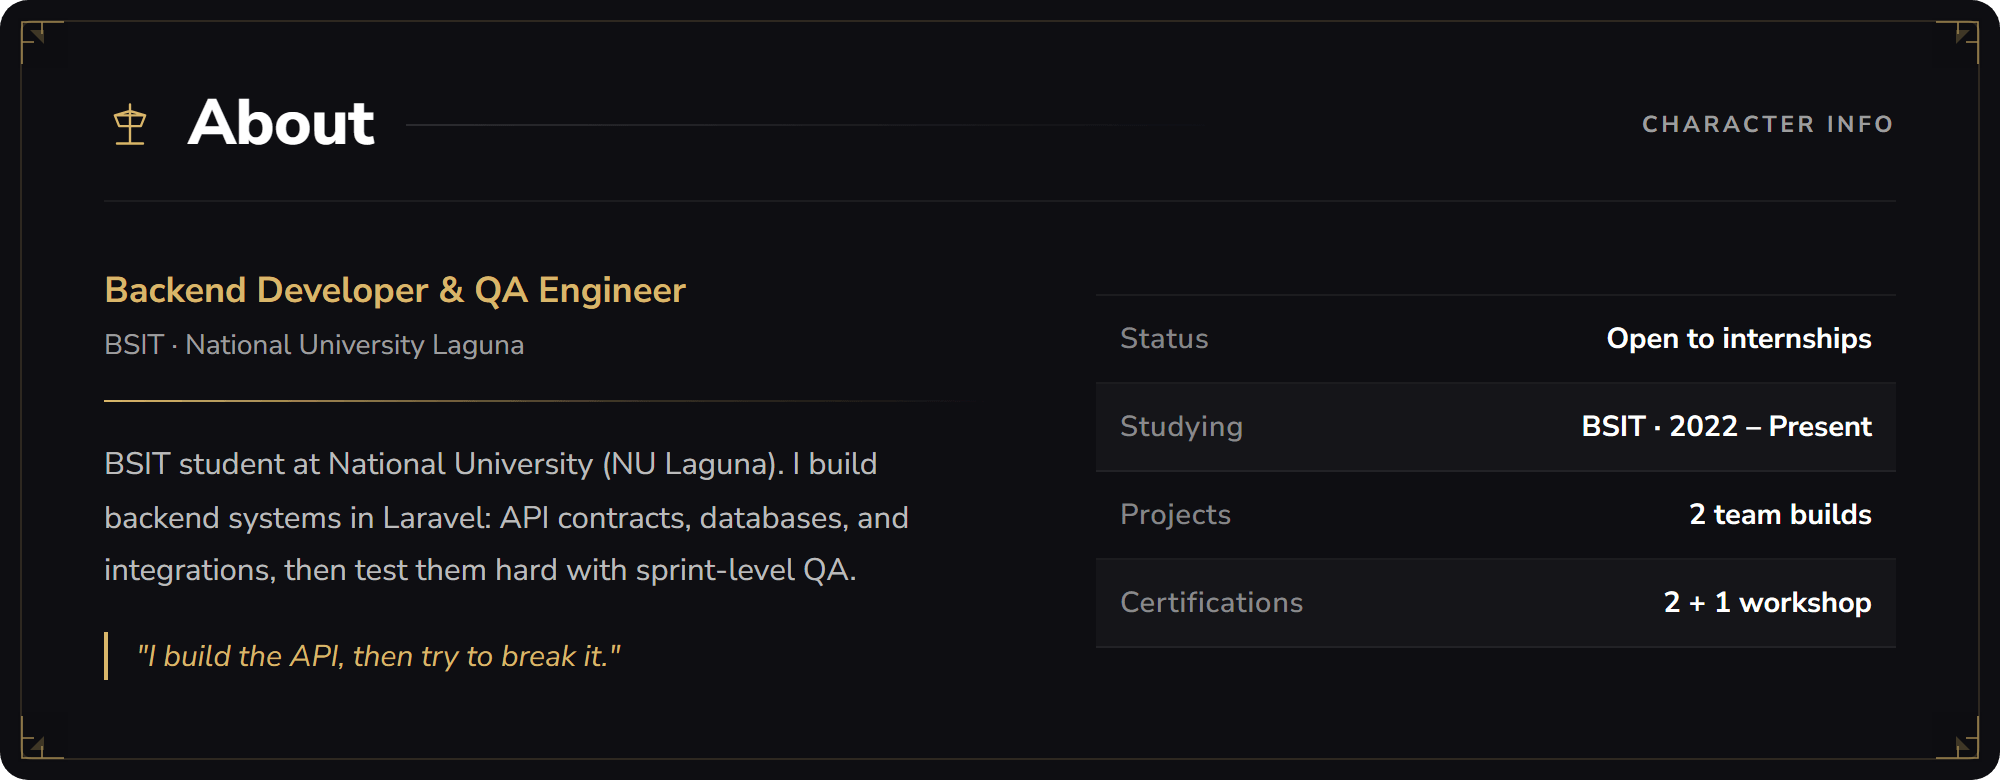 About
CHARACTER INFO
Backend Developer & QA Engineer
BSIT · National University Laguna
BSIT student at National University (NU Laguna). I build
backend systems in Laravel: API contracts, databases, and
integrations, then test them hard with sprint-level QA.
"I build the API, then try to break it."
Status Open to internships
Studying BSIT · 2022 – Present
Projects 2 team builds
Certifications 2 + 1 workshop